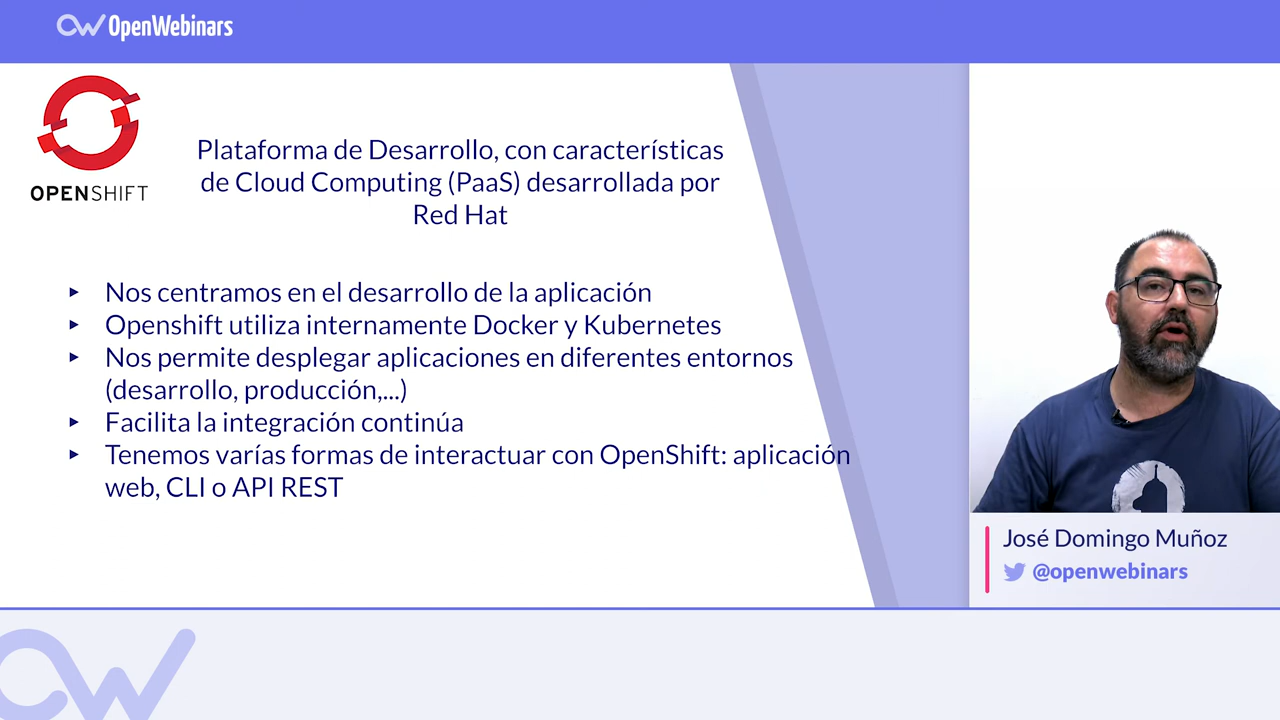 OpenWebinars
OPENSHIFT
Plataforma de Desarrollo, con características
de Cloud Computing (PaaS) desarrollada por
Red Hat
▸ Nos centramos en el desarrollo de la aplicación
▸ Openshift utiliza internamente Docker y Kubernetes
▸ Nos permite desplegar aplicaciones en diferentes entornos
(desarrollo, producción,...)
▸ Facilita la integración continúa
▸ Tenemos varías formas de interactuar con OpenShift: aplicación
web, CLI o API REST
José Domingo Muñoz
@openwebinars